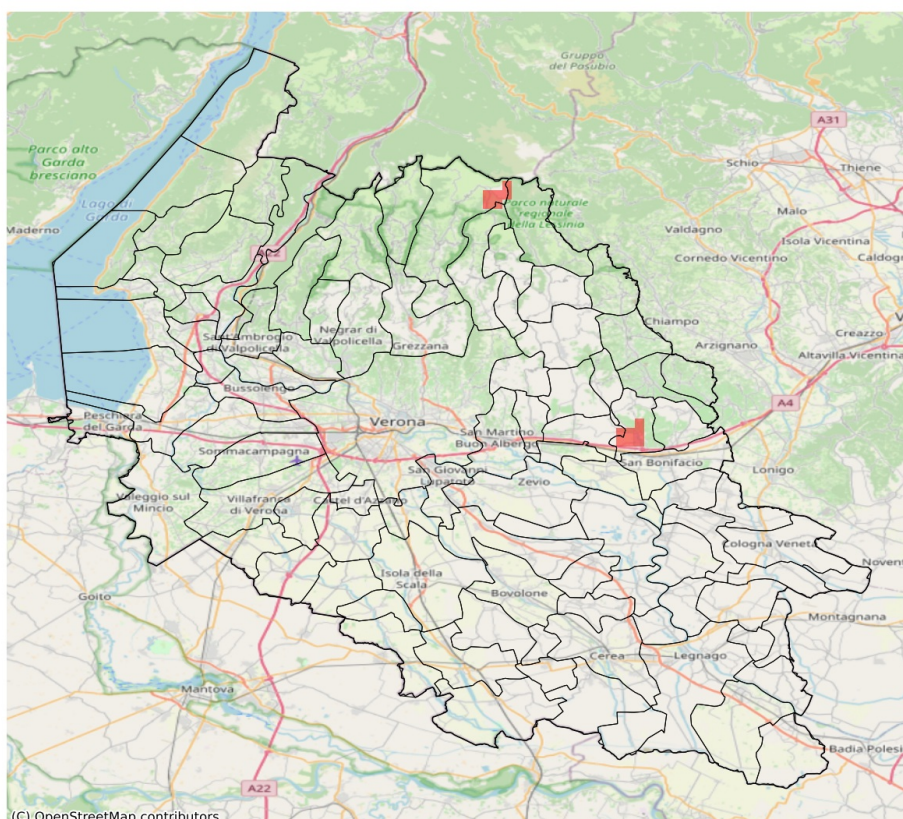 Gruppo
del Pasubio
A31
Parco alto
Garda
bresciano
Schio
Thiene
Lago di
Garda
Parco naturale
regionale
della Lessinia
Malo
Maderno
Valdagno
Isola Vicentina
A22
Cornedo Vicentino
Caldogn
Chiampo
Sant'Ambrogio
di Valpolicella
Negrar di
Valpolicella
Grezzana
Arzignano
Creazzo
Altavilla Vicentina
Bussolengo
A4
Peschiera
del Garda
Verona
San Martino
Buon Albergo
Sommacampagna
San Bonifacio
Lonigo
San Giovanni
Lupatoto
Zevio
Valeggio sul
Mincio
Villafranca
di Verona
Castel d'Azzano
Cologna Veneta
Noven
Isola della
Scala
Goito
Bovolone
Montagnana
Cerea
Legnago
Mantova
Badia Polesi
A22
(C) OpenStreetMap contributors